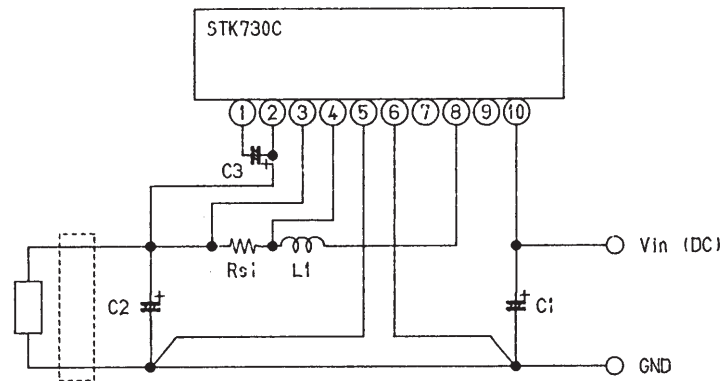 STK730C
1 2 3 4 5 6 7 8 9 10
C3
Vin (DC)
Rsi L1
C2
C1
GND